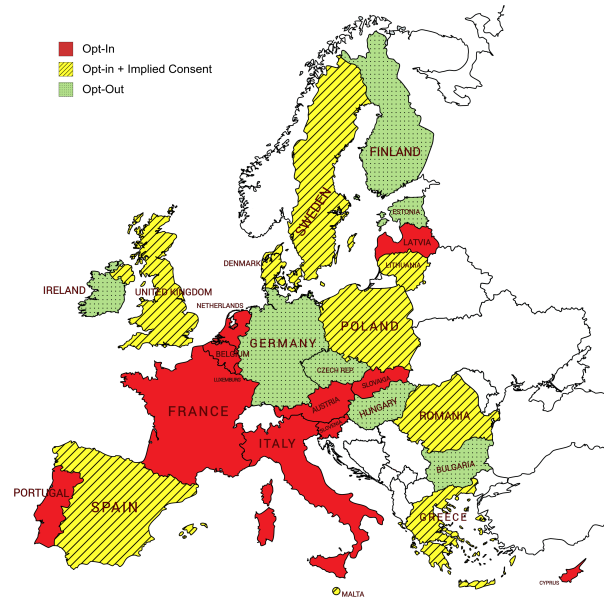 Opt-In
Opt-in + Implied Consent
Opt-Out
FINLAND
SWEDEN
ESTONIA
LATVIA
LITHUANIA
DENMARK
IRELAND
UNITED KINGDOM
NETHERLANDS
POLAND
GERMANY
BELGIUM
CZECH REP.
LUXEMBURG
SLOVAKIA
AUSTRIA
HUNGARY
FRANCE
ROMANIA
SLOVENIA
ITALY
BULGARIA
PORTUGAL
SPAIN
GREECE
CYPRUS
MALTA